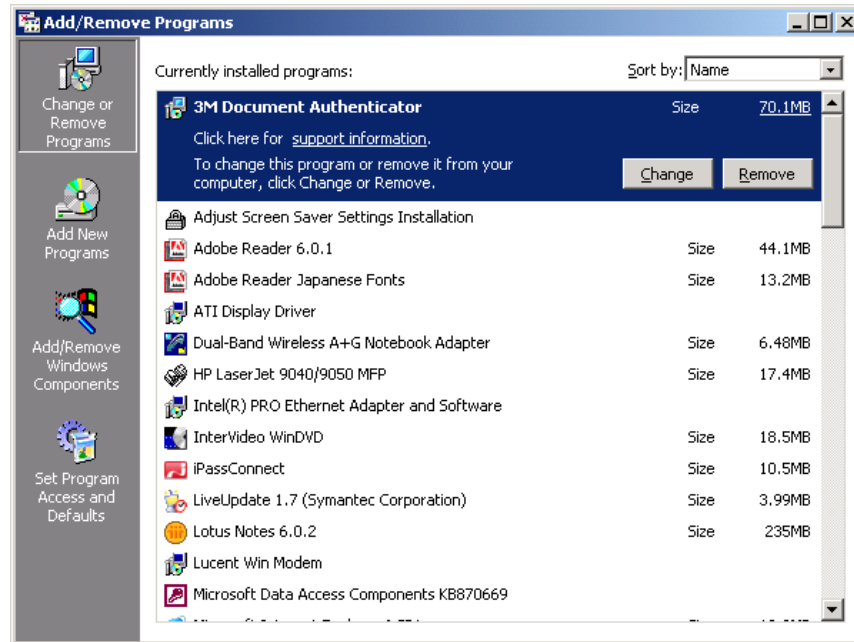 Add/Remove Programs
Change or
Remove
Programs
Add New
Programs
Add/Remove
Windows
Components
Set Program
Access and
Defaults
Currently installed programs:
Sort by: Name
3M Document Authenticator Size 70.1MB
Click here for support information.
To change this program or remove it from your
computer, click Change or Remove.
Change Remove
Adjust Screen Saver Settings Installation
Adobe Reader 6.0.1 Size 44.1MB
Adobe Reader Japanese Fonts Size 13.2MB
ATI Display Driver
Dual-Band Wireless A+G Notebook Adapter Size 6.48MB
HP LaserJet 9040/9050 MFP Size 17.4MB
Intel(R) PRO Ethernet Adapter and Software
InterVideo WinDVD Size 18.5MB
iPassConnect Size 10.5MB
LiveUpdate 1.7 (Symantec Corporation) Size 3.99MB
Lotus Notes 6.0.2 Size 235MB
Lucent Win Modem
Microsoft Data Access Components KB870669